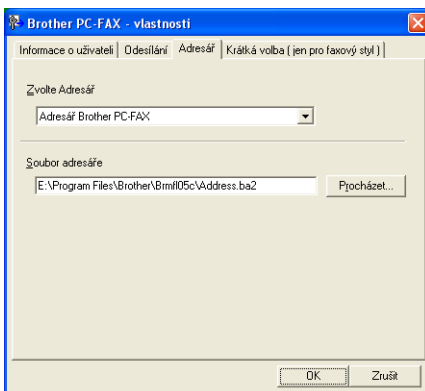 Brother PC-FAX - vlastnosti
Informace o uživateli Odesílání Adresář Krátká volba ( jen pro faxový styl )
Zvolte Adresář
Adresář Brother PC-FAX
Soubor adresáře
E:\Program Files\Brother\Brmfl05c\Address.ba2 Procházet...
OK Zrušit